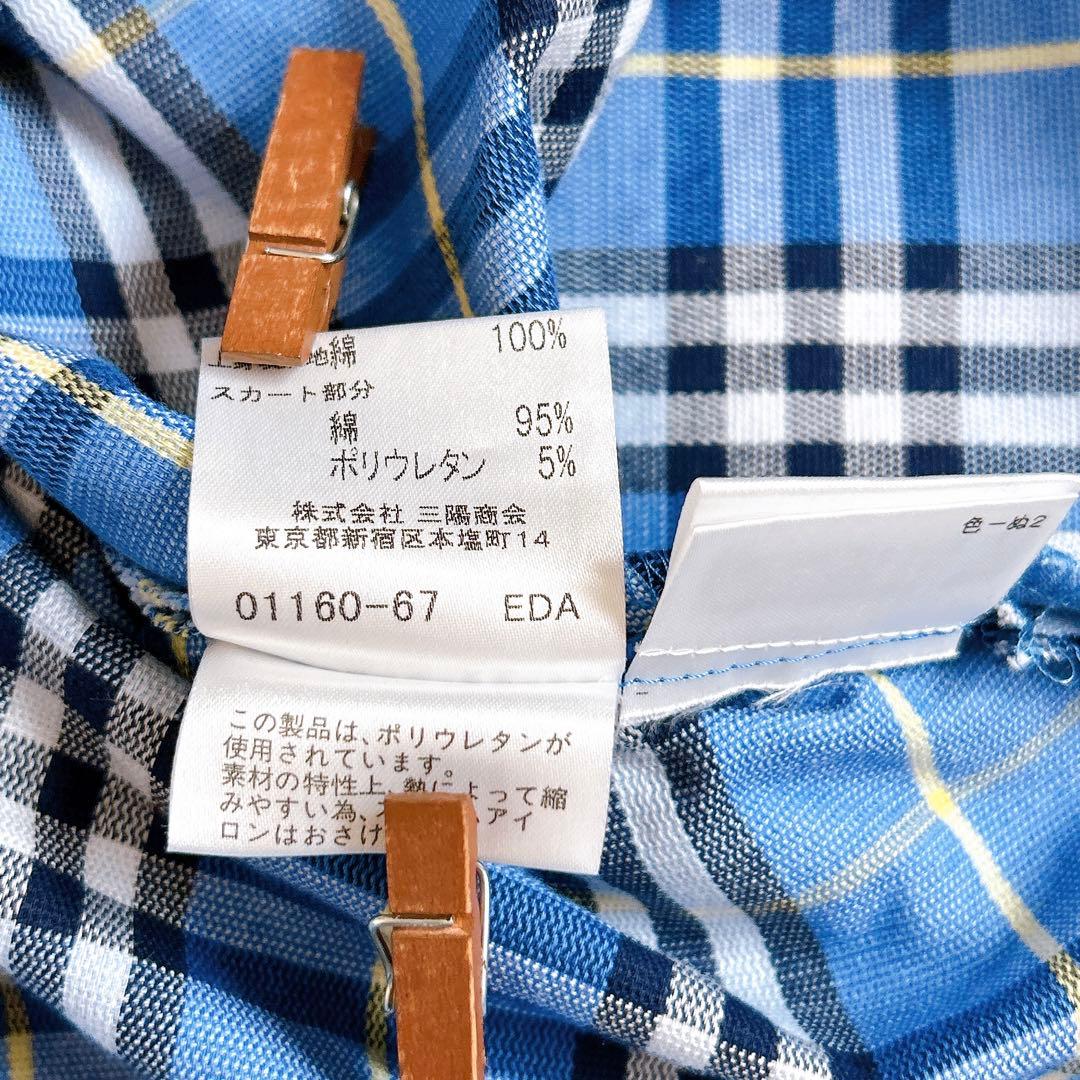 地綿 100%
スカート部分
綿 95%
ポリウレタン 5%
株式会社 三陽商会
東京都新宿区本塩町14
01160-67 EDA
この製品は、ポリウレタンが
使用されています。
素材の特性上、熱によって縮
みやすい為、 アイ
ロンはおさけ
色ーぬ2